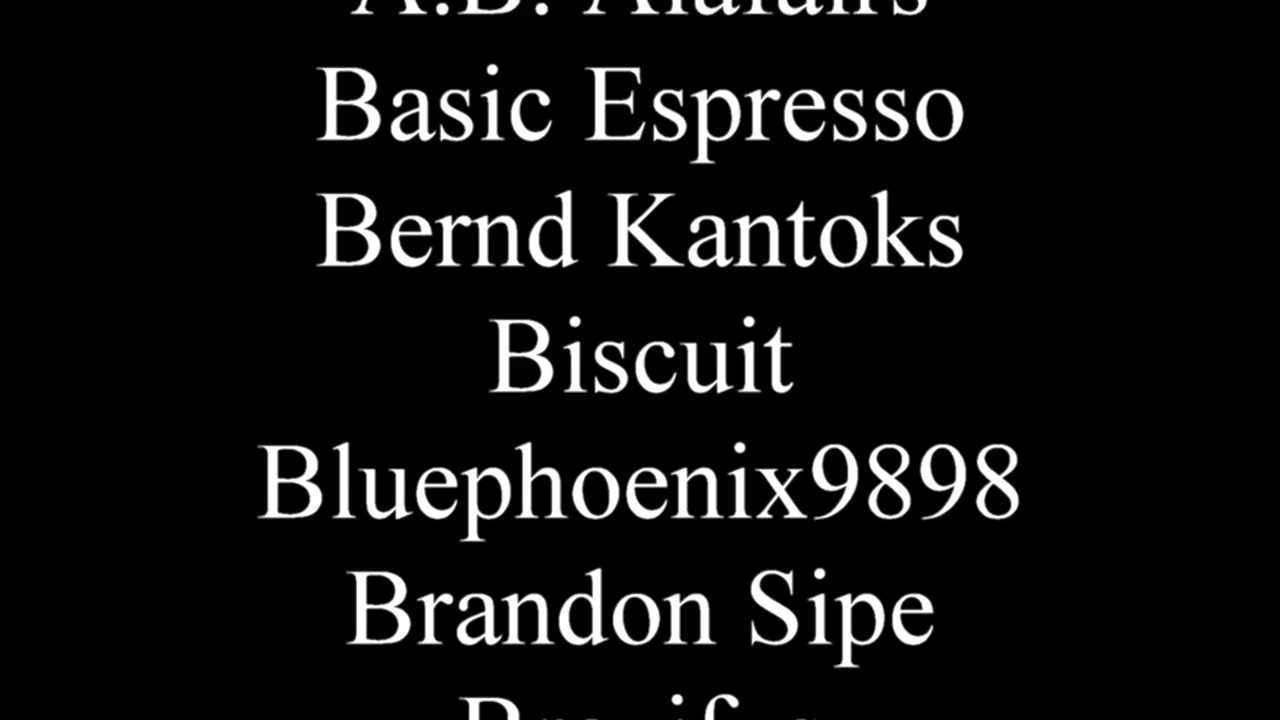 Basic Espresso
Bernd Kantoks
Biscuit
Bluephoenix9898
Brandon Sipe